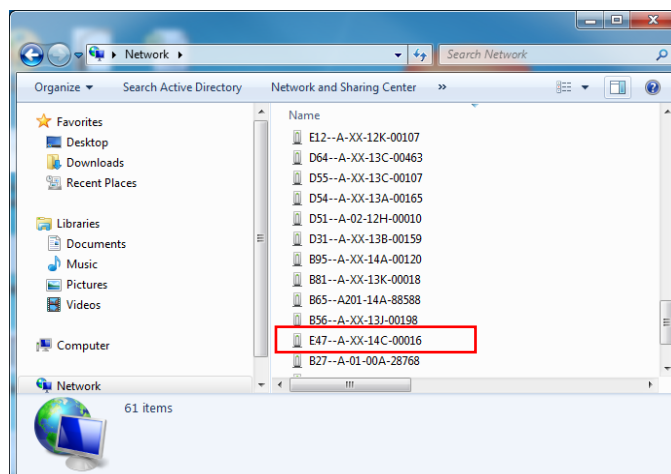 Network
Search Network
Organize
Search Active Directory
Network and Sharing Center
»
Favorites
Desktop
Downloads
Recent Places
Libraries
Documents
Music
Pictures
Videos
Computer
Network
Name
E12--A-XX-12K-00107
D64--A-XX-13C-00463
D55--A-XX-13C-00107
D54--A-XX-13A-00165
D51--A-02-12H-00010
D31--A-XX-13B-00159
B95--A-XX-14A-00120
B81--A-XX-13K-00018
B65--A201-14A-88588
B56--A-XX-13J-00198
E47--A-XX-14C-00016
B27--A-01-00A-28768
61 items